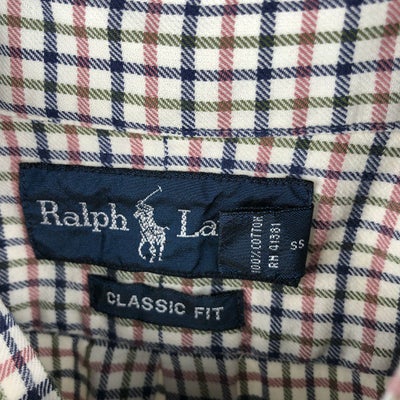 Ralph La
CLASSIC FIT
100% COTTON
RN 41381
SS